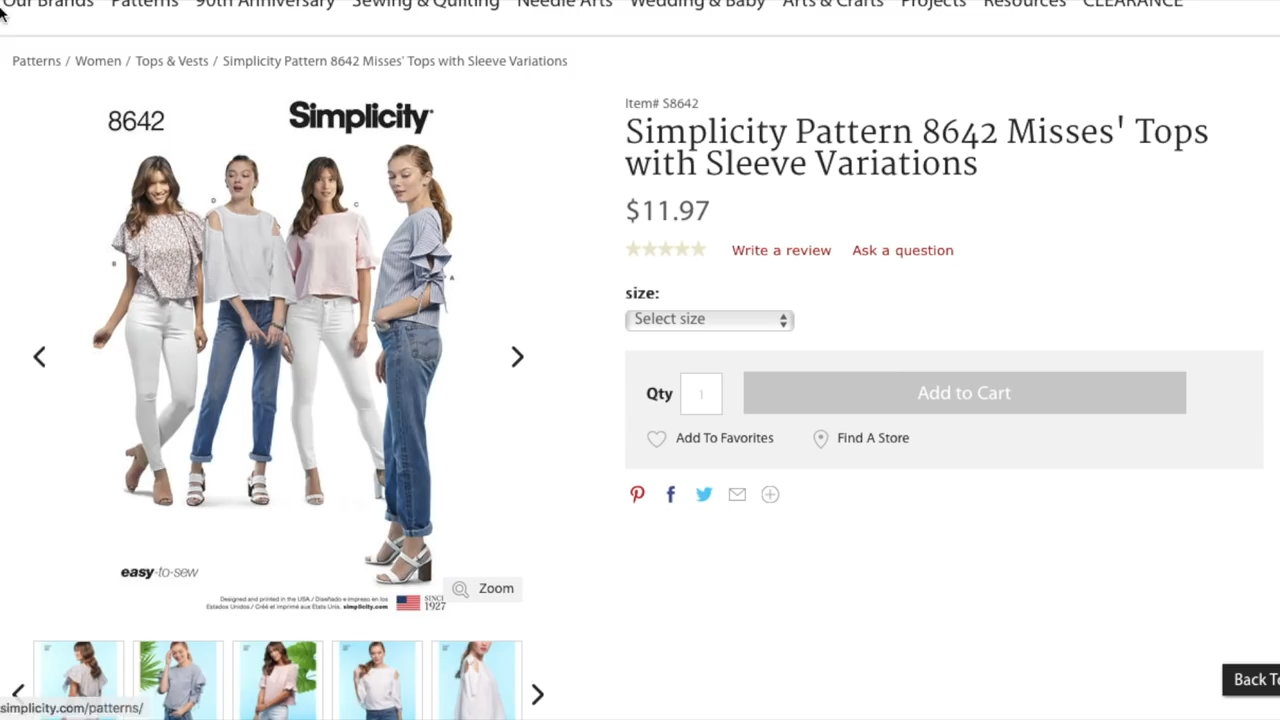 Our Brands Patterns 90th Anniversary Sewing & Quilting Needle Arts Wedding & Baby Arts & Crafts Projects Resources CLEARANCE
Patterns / Women / Tops & Vests / Simplicity Pattern 8642 Misses' Tops with Sleeve Variations
8642
Simplicity
D
C
B
A
easy-to-sew
Designed and printed in the USA / Diseñado e impreso en los
Estados Unidos / Créé et imprimé aux États Unis. simplicity.com
SINCE
1927
Zoom
Item# S8642
Simplicity Pattern 8642 Misses' Tops
with Sleeve Variations
$11.97
Write a review Ask a question
size:
Select size
Qty 1 Add to Cart
Add To Favorites Find A Store
Back To
simplicity.com/patterns/